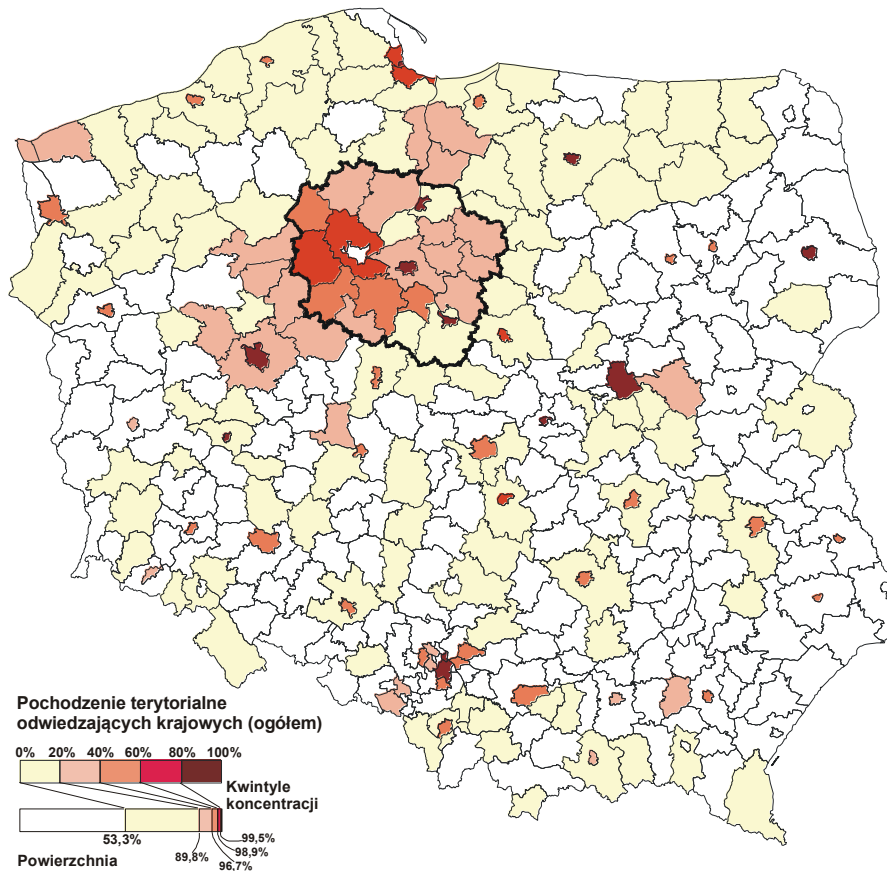 Pochodzenie terytorialne
odwiedzających krajowych (ogółem)
0% 20% 40% 60% 80% 100%
Kwintyle
koncentracji
53,3%
89,8%
96,7%
98,9%
99,5%
Powierzchnia